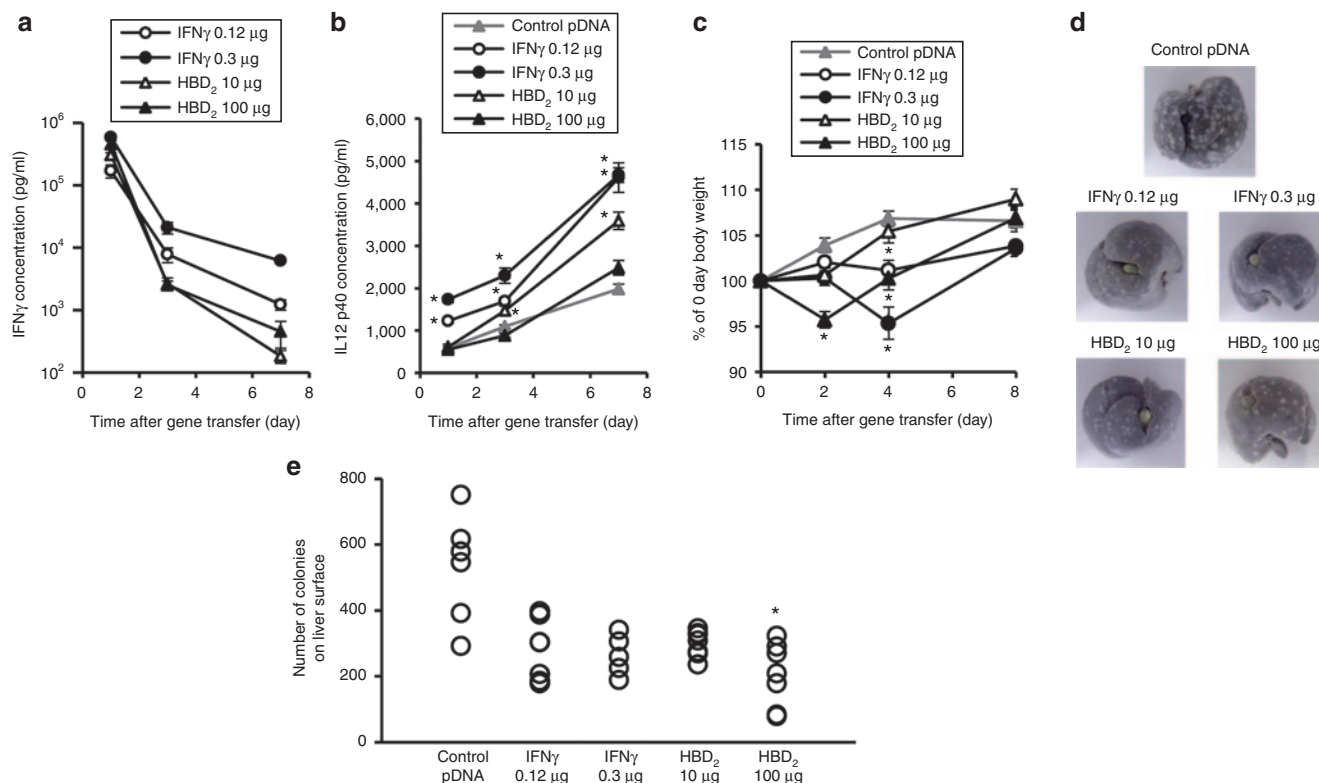 a
IFNγ 0.12 μg
IFNγ 0.3 μg
HBD2 10 μg
HBD2 100 μg
IFNγ concentration (pg/ml)
10^6
10^5
10^4
10^3
10^2
0 2 4 6 8
Time after gene transfer (day)
b
Control pDNA
IFNγ 0.12 μg
IFNγ 0.3 μg
HBD2 10 μg
HBD2 100 μg
IL12 p40 concentration (pg/ml)
6,000
5,000
4,000
3,000
2,000
1,000
0
* * * * * * * *
0 2 4 6 8
Time after gene transfer (day)
c
Control pDNA
IFNγ 0.12 μg
IFNγ 0.3 μg
HBD2 10 μg
HBD2 100 μg
% of 0 day body weight
115
110
105
100
95
90
* * * *
0 2 4 6 8
Time after gene transfer (day)
d
Control pDNA
IFNγ 0.12 μg
IFNγ 0.3 μg
HBD2 10 μg
HBD2 100 μg
e
Number of colonies
on liver surface
800
600
400
200
0
*
Control
pDNA
IFNγ
0.12 μg
IFNγ
0.3 μg
HBD2
10 μg
HBD2
100 μg